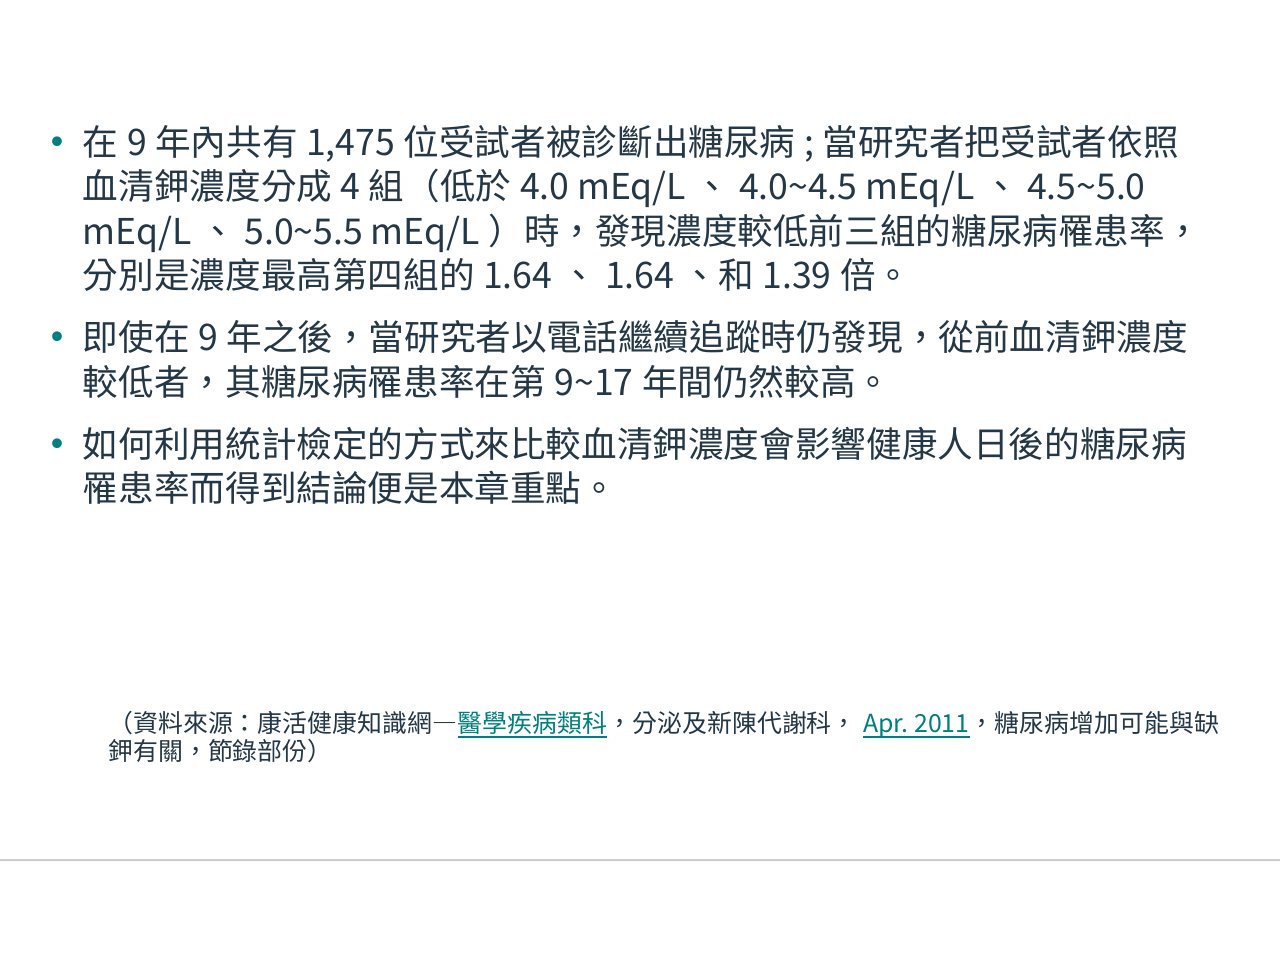 • 在 9 年內共有 1,475 位受試者被診斷出糖尿病 ; 當研究者把受試者依照
血清鉀濃度分成 4 組（低於 4.0 mEq/L 、 4.0~4.5 mEq/L 、 4.5~5.0
mEq/L 、 5.0~5.5 mEq/L ）時，發現濃度較低前三組的糖尿病罹患率，
分別是濃度最高第四組的 1.64 、 1.64 、和 1.39 倍。
• 即使在 9 年之後，當研究者以電話繼續追蹤時仍發現，從前血清鉀濃度
較低者，其糖尿病罹患率在第 9~17 年間仍然較高。
• 如何利用統計檢定的方式來比較血清鉀濃度會影響健康人日後的糖尿病
罹患率而得到結論便是本章重點。
（資料來源：康活健康知識網—醫學疾病類科，分泌及新陳代謝科， Apr. 2011，糖尿病增加可能與缺
鉀有關，節錄部份）